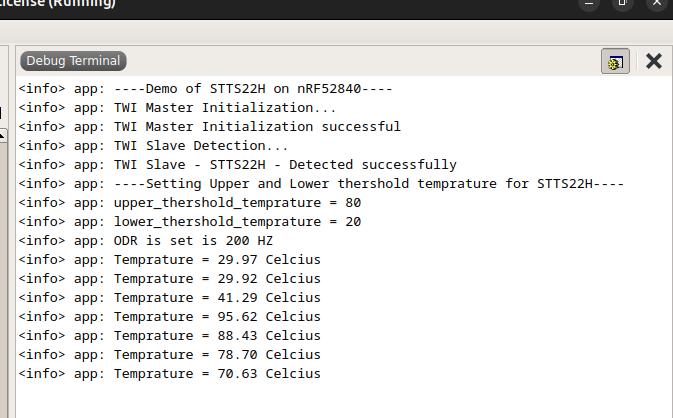 icense (Running)
Debug Terminal
<info> app: ----Demo of STTS22H on nRF52840----
<info> app: TWI Master Initialization...
<info> app: TWI Master Initialization successful
<info> app: TWI Slave Detection...
<info> app: TWI Slave - STTS22H - Detected successfully
<info> app: ----Setting Upper and Lower thershold temprature for STTS22H----
<info> app: upper_thershold_temprature = 80
<info> app: lower_thershold_temprature = 20
<info> app: ODR is set is 200 HZ
<info> app: Temprature = 29.97 Celcius
<info> app: Temprature = 29.92 Celcius
<info> app: Temprature = 41.29 Celcius
<info> app: Temprature = 95.62 Celcius
<info> app: Temprature = 88.43 Celcius
<info> app: Temprature = 78.70 Celcius
<info> app: Temprature = 70.63 Celcius